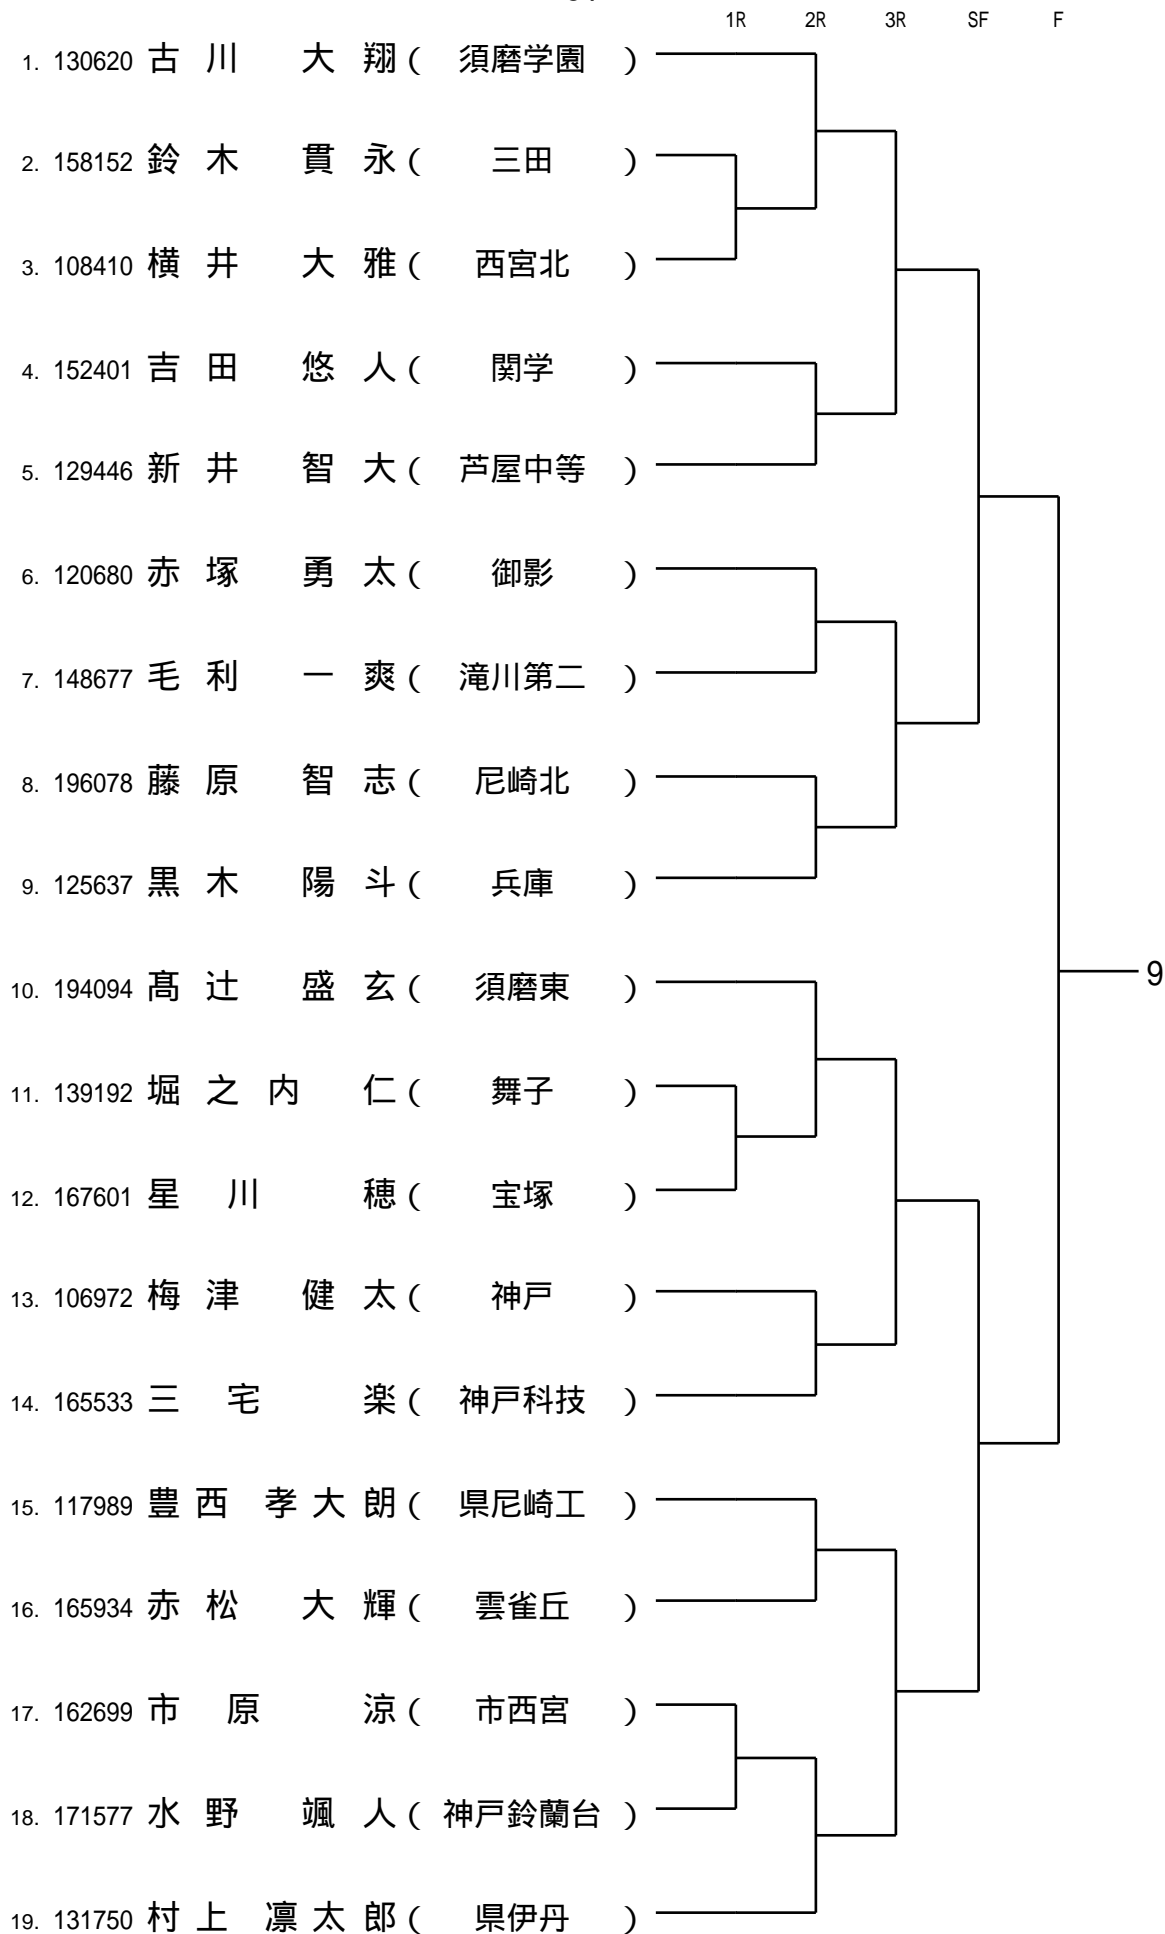 1R 2R 3R SF F
1. 130620 古川 大翔 ( 須磨学園 )
2. 158152 鈴木 貫永 ( 三田 )
3. 108410 横井 大雅 ( 西宮北 )
4. 152401 吉田 悠人 ( 関学 )
5. 129446 新井 智大 ( 芦屋中等 )
6. 120680 赤塚 勇太 ( 御影 )
7. 148677 毛利 一爽 ( 滝川第二 )
8. 196078 藤原 智志 ( 尼崎北 )
9. 125637 黒木 陽斗 ( 兵庫 )
9
10. 194094 髙辻 盛玄 ( 須磨東 )
11. 139192 堀之内 仁 ( 舞子 )
12. 167601 星川 穂 ( 宝塚 )
13. 106972 梅津 健太 ( 神戸 )
14. 165533 三宅 楽 ( 神戸科技 )
15. 117989 豊西 孝大朗 ( 県尼崎工 )
16. 165934 赤松 大輝 ( 雲雀丘 )
17. 162699 市原 涼 ( 市西宮 )
18. 171577 水野 颯人 ( 神戸鈴蘭台 )
19. 131750 村上 凛太郎 ( 県伊丹 )